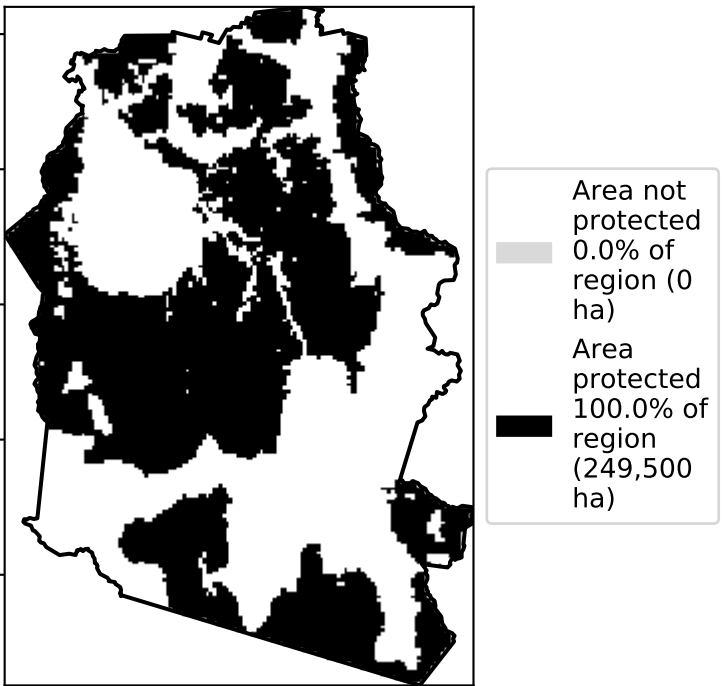 Area not
protected
0.0% of
region (0
ha)
Area
protected
100.0% of
region
(249,500
ha)